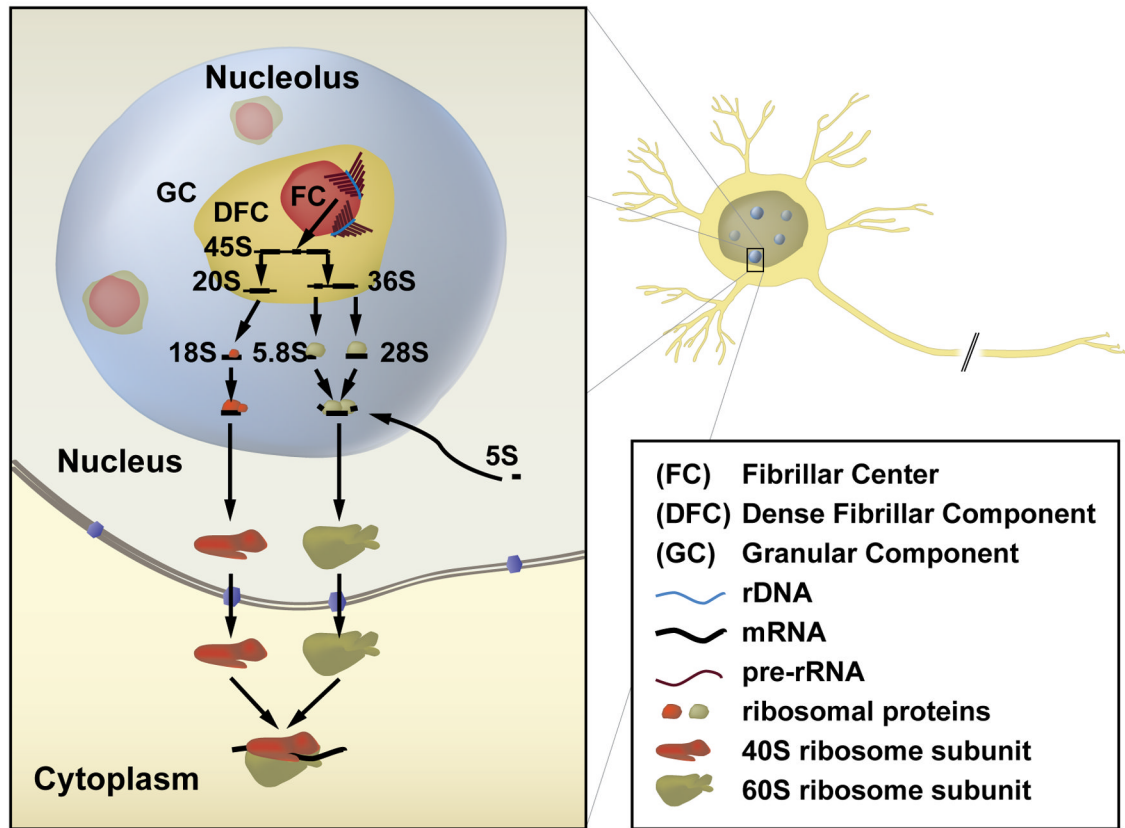 Nucleolus
GC
FC
DFC
45S
20S
36S
18S
5.8S
28S
5S
Nucleus
Cytoplasm
(FC) Fibrillar Center
(DFC) Dense Fibrillar Component
(GC) Granular Component
rDNA
mRNA
pre-rRNA
ribosomal proteins
40S ribosome subunit
60S ribosome subunit